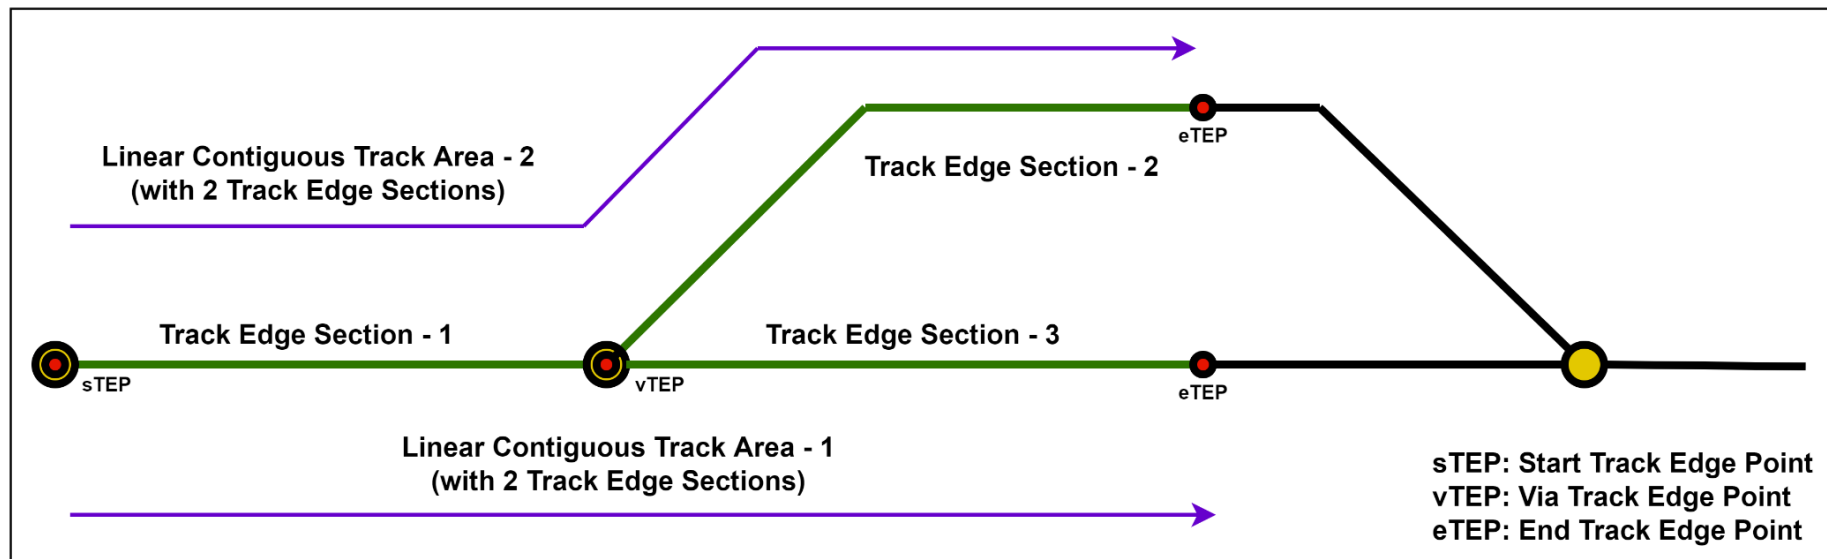 eTEP
Linear Contiguous Track Area - 2
(with 2 Track Edge Sections)
Track Edge Section - 2
Track Edge Section - 1
Track Edge Section - 3
sTEP
vTEP
eTEP
Linear Contiguous Track Area - 1
(with 2 Track Edge Sections)
sTEP: Start Track Edge Point
vTEP: Via Track Edge Point
eTEP: End Track Edge Point